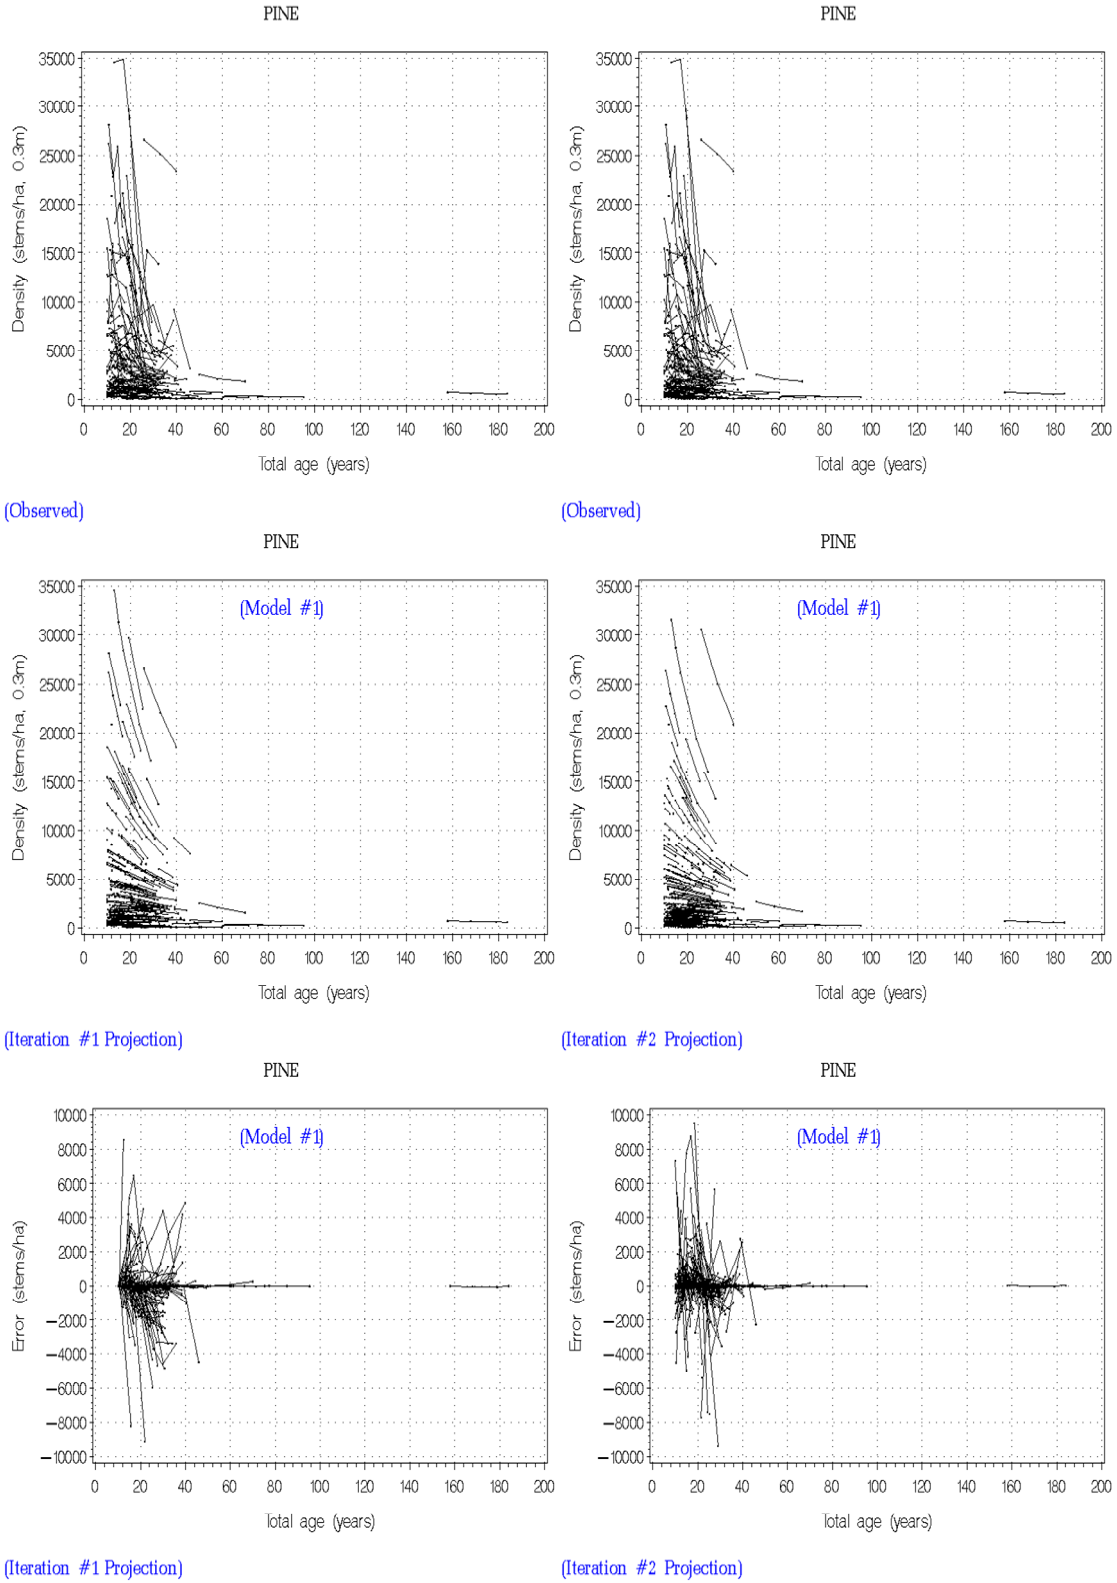 PINE PINE
35000 35000
30000 30000
25000 25000
20000 20000
15000 15000
10000 10000
5000 5000
0 0
Density (stems/ha, 0.3m) Density (stems/ha, 0.3m)
0 20 40 60 80 100 120 140 160 180 200 0 20 40 60 80 100 120 140 160 180 200
Total age (years) Total age (years)
(Observed) (Observed)
PINE PINE
(Model #1) (Model #1)
35000 35000
30000 30000
25000 25000
20000 20000
15000 15000
10000 10000
5000 5000
0 0
Density (stems/ha, 0.3m) Density (stems/ha, 0.3m)
0 20 40 60 80 100 120 140 160 180 200 0 20 40 60 80 100 120 140 160 180 200
Total age (years) Total age (years)
(Iteration #1 Projection) (Iteration #2 Projection)
PINE PINE
(Model #1) (Model #1)
10000 10000
8000 8000
6000 6000
4000 4000
2000 2000
0 0
−2000 −2000
−4000 −4000
−6000 −6000
−8000 −8000
−10000 −10000
Error (stems/ha) Error (stems/ha)
0 20 40 60 80 100 120 140 160 180 200 0 20 40 60 80 100 120 140 160 180 200
Total age (years) Total age (years)
(Iteration #1 Projection) (Iteration #2 Projection)